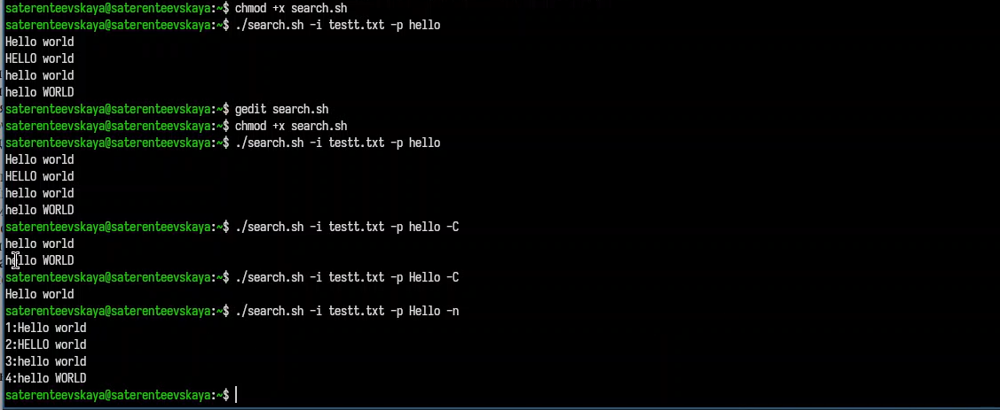 saterenteevskaya@saterenteevskaya:~$ chmod +x search.sh
saterenteevskaya@saterenteevskaya:~$ ./search.sh -i testt.txt -p hello
Hello world
HELLO world
hello world
hello WORLD
saterenteevskaya@saterenteevskaya:~$ gedit search.sh
saterenteevskaya@saterenteevskaya:~$ chmod +x search.sh
saterenteevskaya@saterenteevskaya:~$ ./search.sh -i testt.txt -p hello
Hello world
HELLO world
hello world
hello WORLD
saterenteevskaya@saterenteevskaya:~$ ./search.sh -i testt.txt -p hello -C
hello world
hello WORLD
saterenteevskaya@saterenteevskaya:~$ ./search.sh -i testt.txt -p Hello -C
Hello world
saterenteevskaya@saterenteevskaya:~$ ./search.sh -i testt.txt -p Hello -n
1:Hello world
2:HELLO world
3:hello world
4:hello WORLD
saterenteevskaya@saterenteevskaya:~$